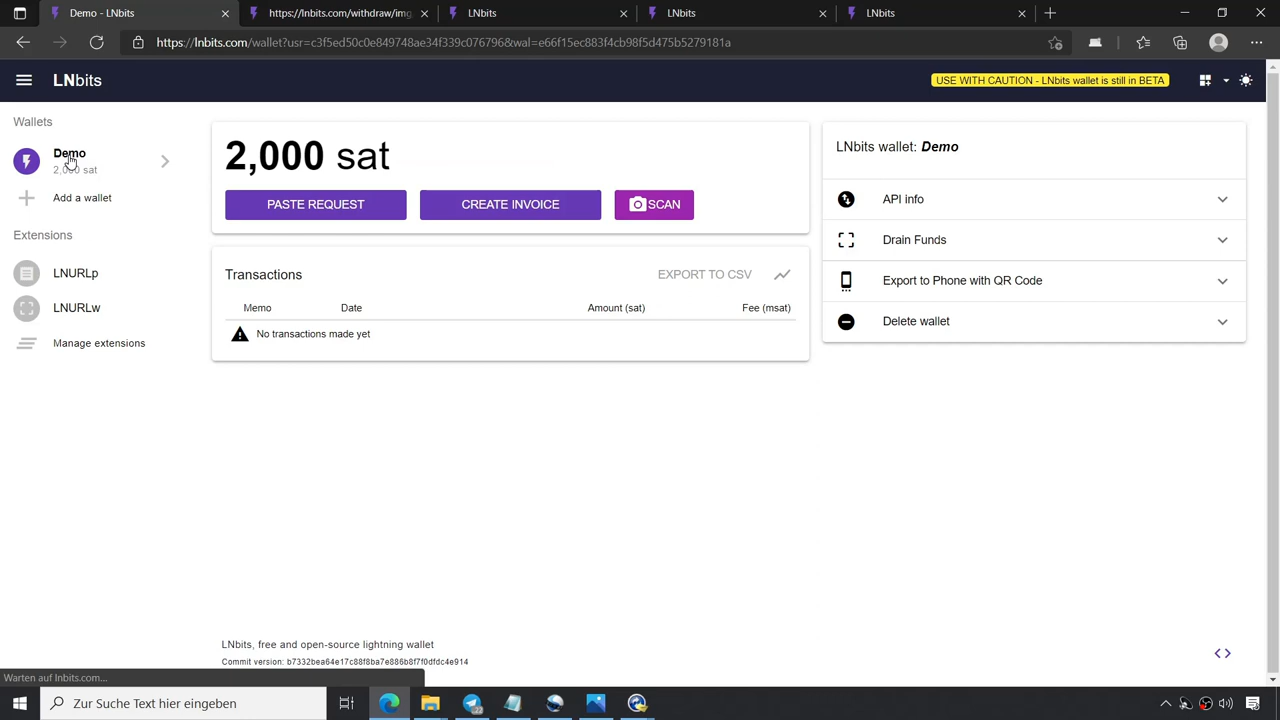 Demo - LNbits
https://lnbits.com/withdraw/img
LNbits
LNbits
LNbits
https://lnbits.com/wallet?usr=c3f5ed50c0e849748ae34f339c076796&wal=e66f15ec883f4cb98f5d475b5279181a
LNbits
USE WITH CAUTION - LNbits wallet is still in BETA
Wallets
Demo
2,000 sat
Add a wallet
Extensions
LNURLp
LNURLw
Manage extensions
2,000 sat
PASTE REQUEST
CREATE INVOICE
SCAN
Transactions
EXPORT TO CSV
Memo Date Amount (sat) Fee (msat)
No transactions made yet
LNbits wallet: Demo
API info
Drain Funds
Export to Phone with QR Code
Delete wallet
LNbits, free and open-source lightning wallet
Commit version: b7332bea64e17c88f8ba7e886b8f7f0dfdc4e914
Warten auf lnbits.com...
Zur Suche Text hier eingeben